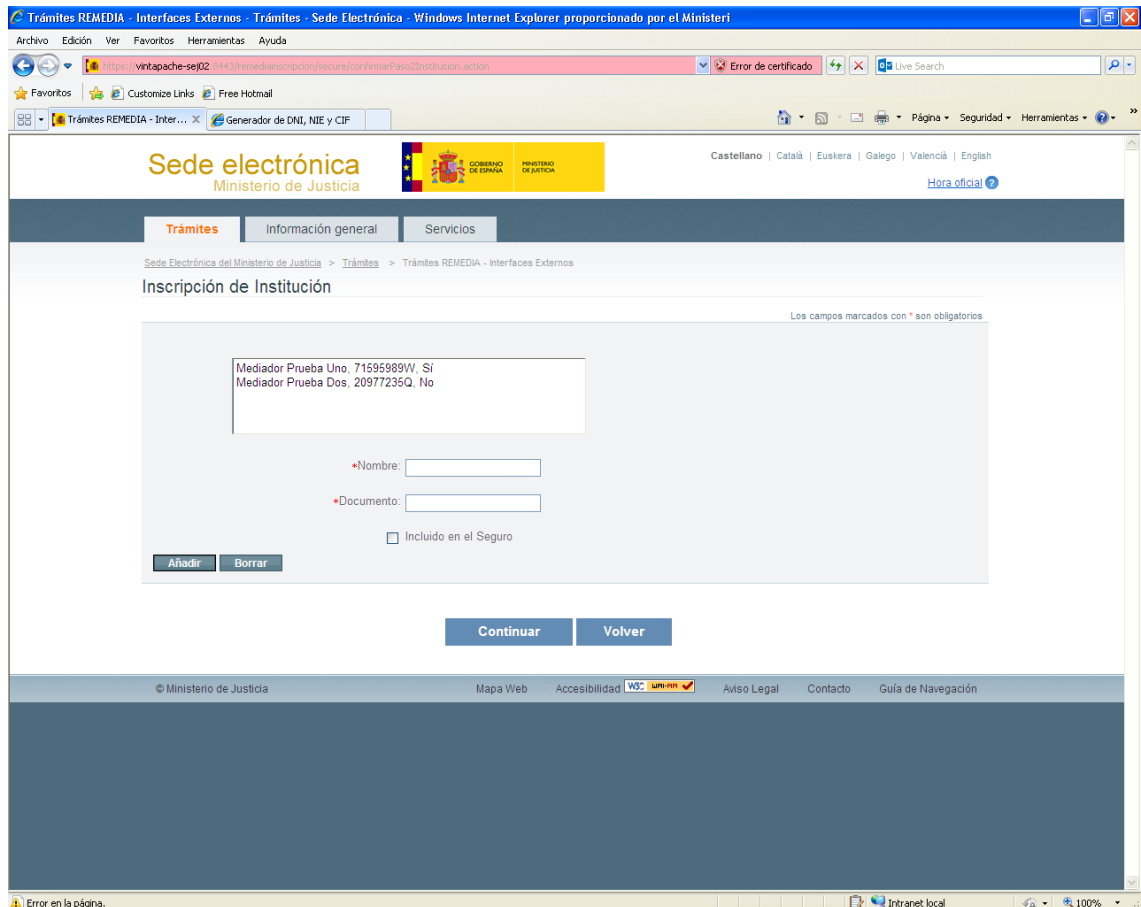 Trámites REMEDIA - Interfaces Externos - Trámites - Sede Electrónica - Windows Internet Explorer proporcionado por el Ministeri
Archivo Edición Ver Favoritos Herramientas Ayuda
https://vintapache-sej02:8443/remediainscripcion/secure/confirmarPaso2Institucion.action Error de certificado Live Search
Favoritos Customize Links Free Hotmail
Trámites REMEDIA - Inter... X Generador de DNI, NIE y CIF Página Seguridad Herramientas »
Sede electrónica
Ministerio de Justicia
GOBIERNO DE ESPAÑA
MINISTERIO DE JUSTICIA
Castellano | Català | Euskera | Galego | Valencià | English
Hora oficial ?
Trámites Información general Servicios
Sede Electrónica del Ministerio de Justicia > Trámites > Trámites REMEDIA - Interfaces Externos
Inscripción de Institución
Los campos marcados con * son obligatorios
Mediador Prueba Uno, 71595989W, Sí
Mediador Prueba Dos, 20977235Q, No
*Nombre:
*Documento:
Incluido en el Seguro
Añadir Borrar
Continuar Volver
© Ministerio de Justicia Mapa Web Accesibilidad W3C WAI-AA Aviso Legal Contacto Guía de Navegación
Error en la página. Intranet local 100%